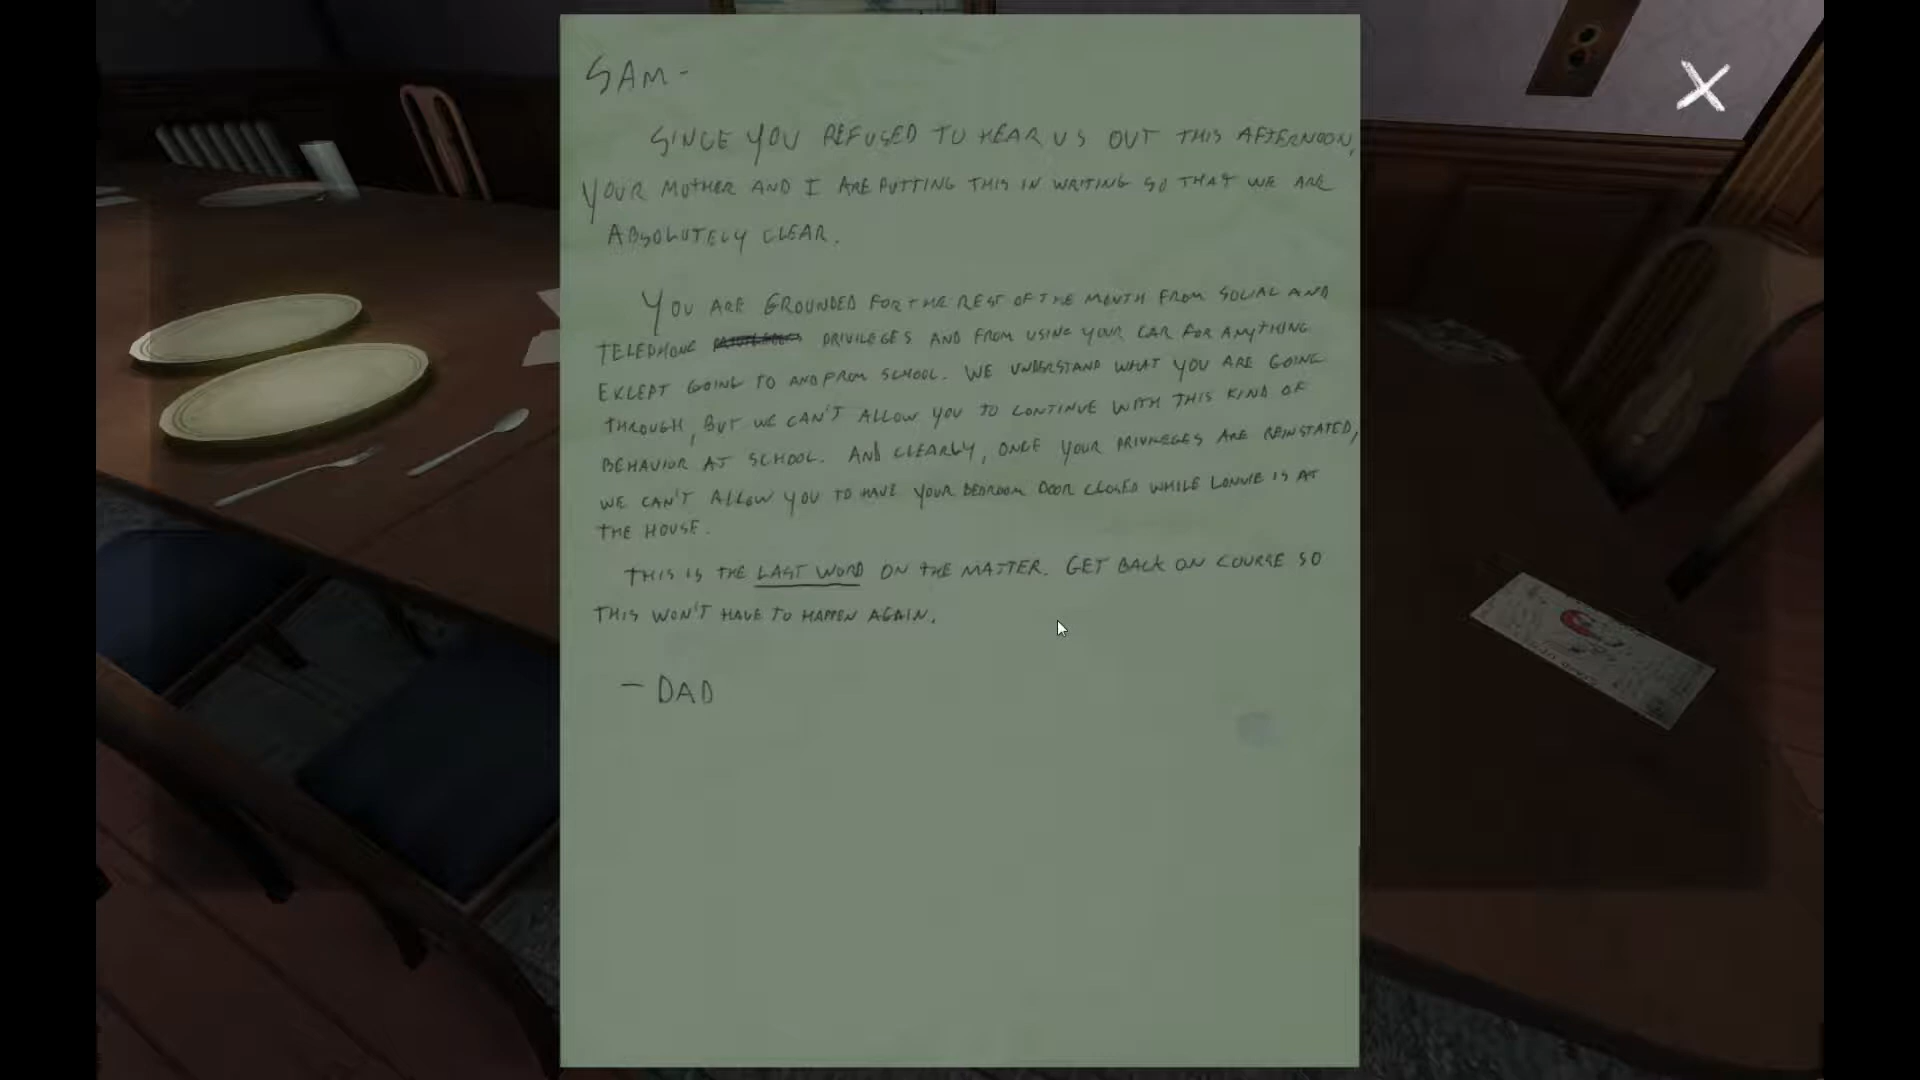 SAM-
SINCE YOU REFUSED TO HEAR US OUT THIS AFTERNOON,
YOUR MOTHER AND I ARE PUTTING THIS IN WRITING SO THAT WE ARE
ABSOLUTELY CLEAR.
YOU ARE GROUNDED FOR THE REST OF THE MONTH FROM SOCIAL AND
TELEPHONE PRIVILEGES AND FROM USING YOUR CAR FOR ANYTHING
EXCEPT GOING TO AND FROM SCHOOL. WE UNDERSTAND WHAT YOU ARE GOING
THROUGH, BUT WE CAN'T ALLOW YOU TO CONTINUE WITH THIS KIND OF
BEHAVIOR AT SCHOOL. AND CLEARLY, ONCE YOUR PRIVILEGES ARE REINSTATED,
WE CAN'T ALLOW YOU TO HAVE YOUR BEDROOM DOOR CLOSED WHILE LONNIE IS AT
THE HOUSE.
THIS IS THE LAST WORD ON THE MATTER. GET BACK ON COURSE SO
THIS WON'T HAVE TO HAPPEN AGAIN.
- DAD